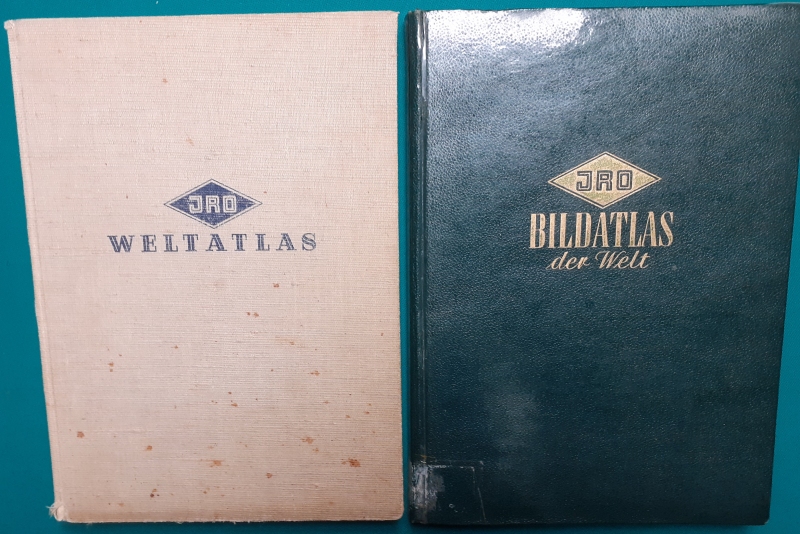 JRO
WELTATLAS
JRO
BILDATLAS
der Welt